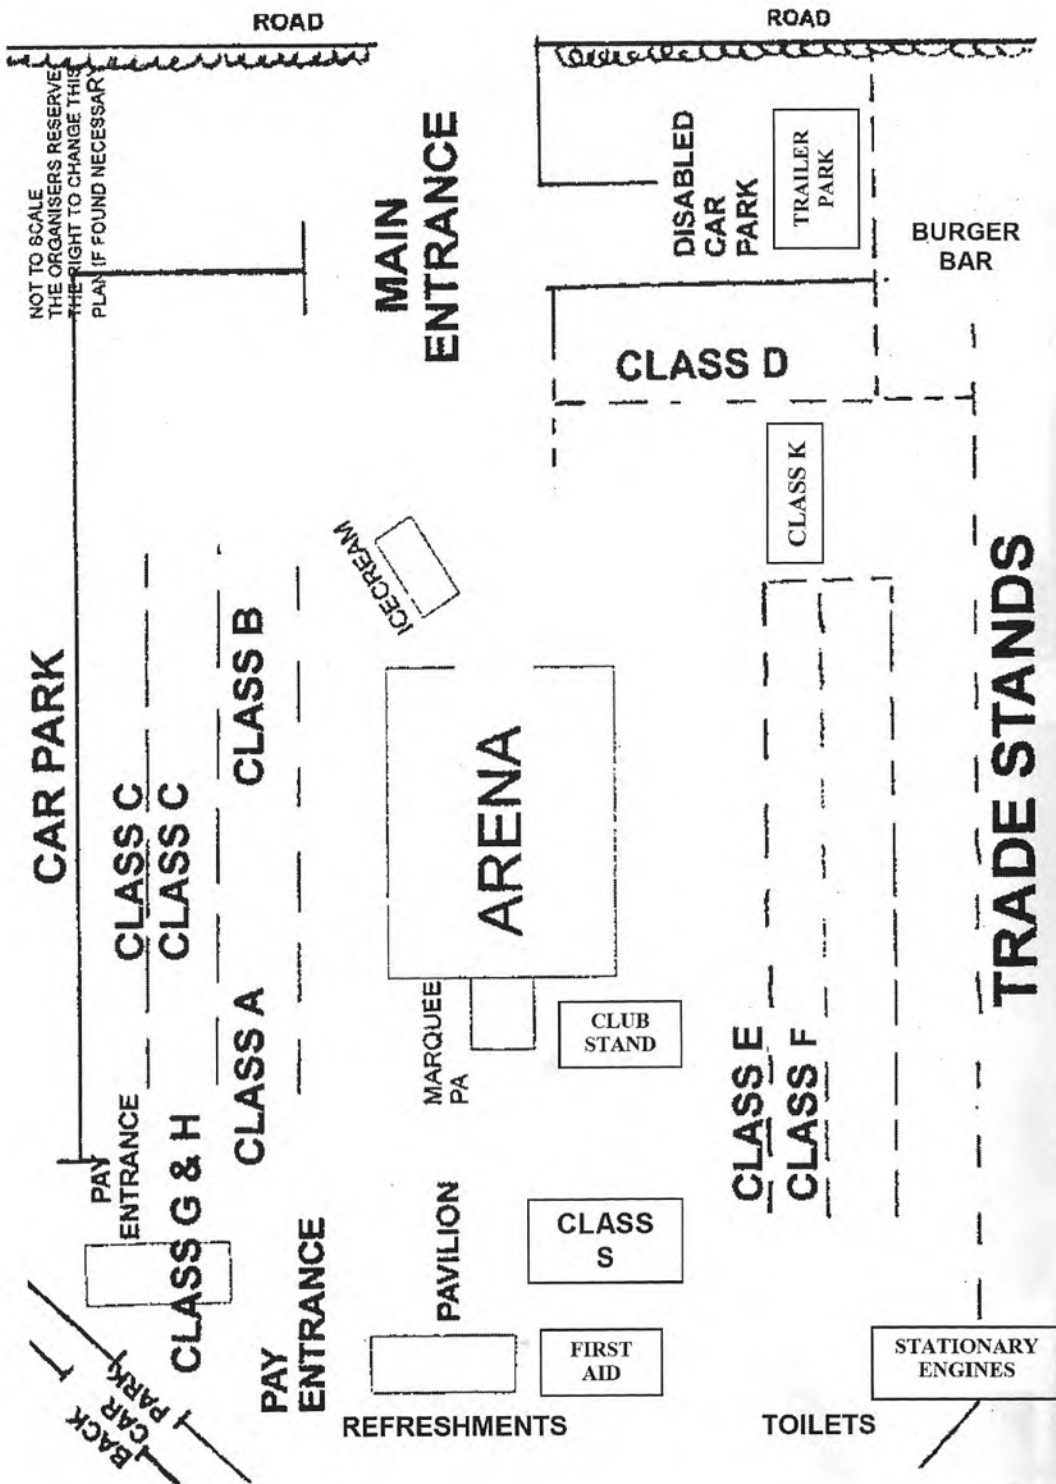 ROAD
ROAD
NOT TO SCALE
THE ORGANISERS RESERVE
THE RIGHT TO CHANGE THIS
PLAN IF FOUND NECESSARY
MAIN
ENTRANCE
DISABLED
CAR
PARK
TRAILER
PARK
BURGER
BAR
CLASS D
CLASS K
ICECREAM
CAR PARK
CLASS C
CLASS C
CLASS B
CLASS A
ARENA
TRADE STANDS
MARQUEE
PA
CLUB
STAND
CLASS E
CLASS F
PAY
ENTRANCE
CLASS G & H
PAY
ENTRANCE
PAVILION
CLASS
S
FIRST
AID
STATIONARY
ENGINES
BACK
CAR
PARK
REFRESHMENTS
TOILETS